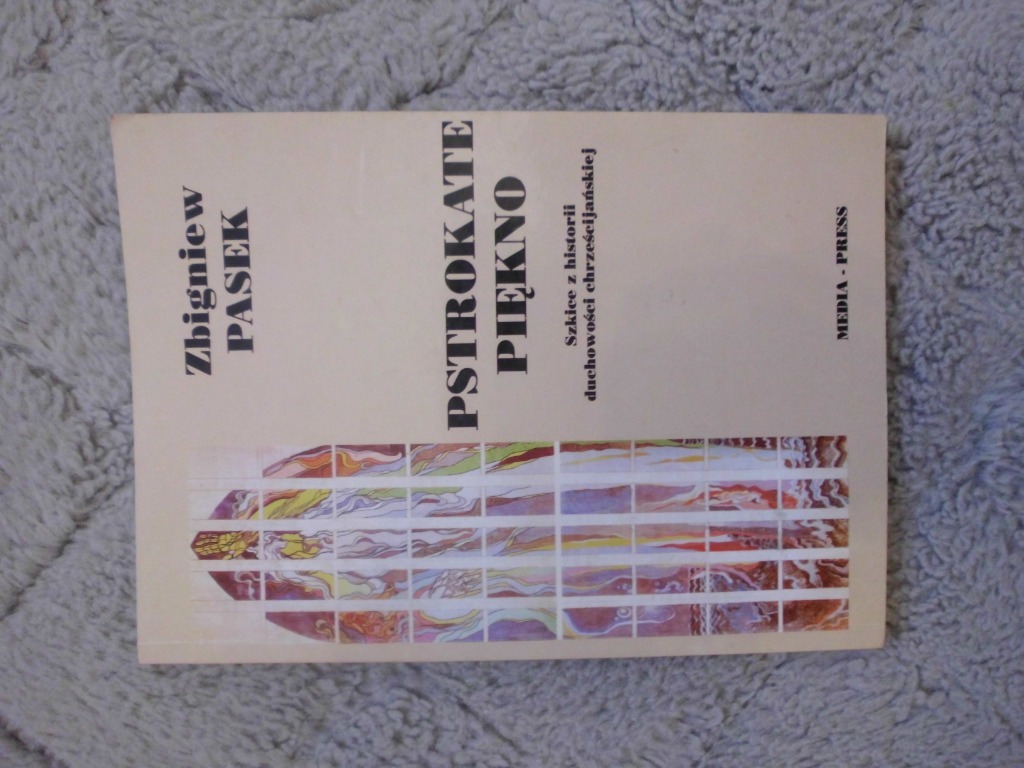 Zbigniew
PASEK
PSTROKATE
PIĘKNO
Szkice z historii
duchowości chrześcijańskiej
MEDIA - PRESS